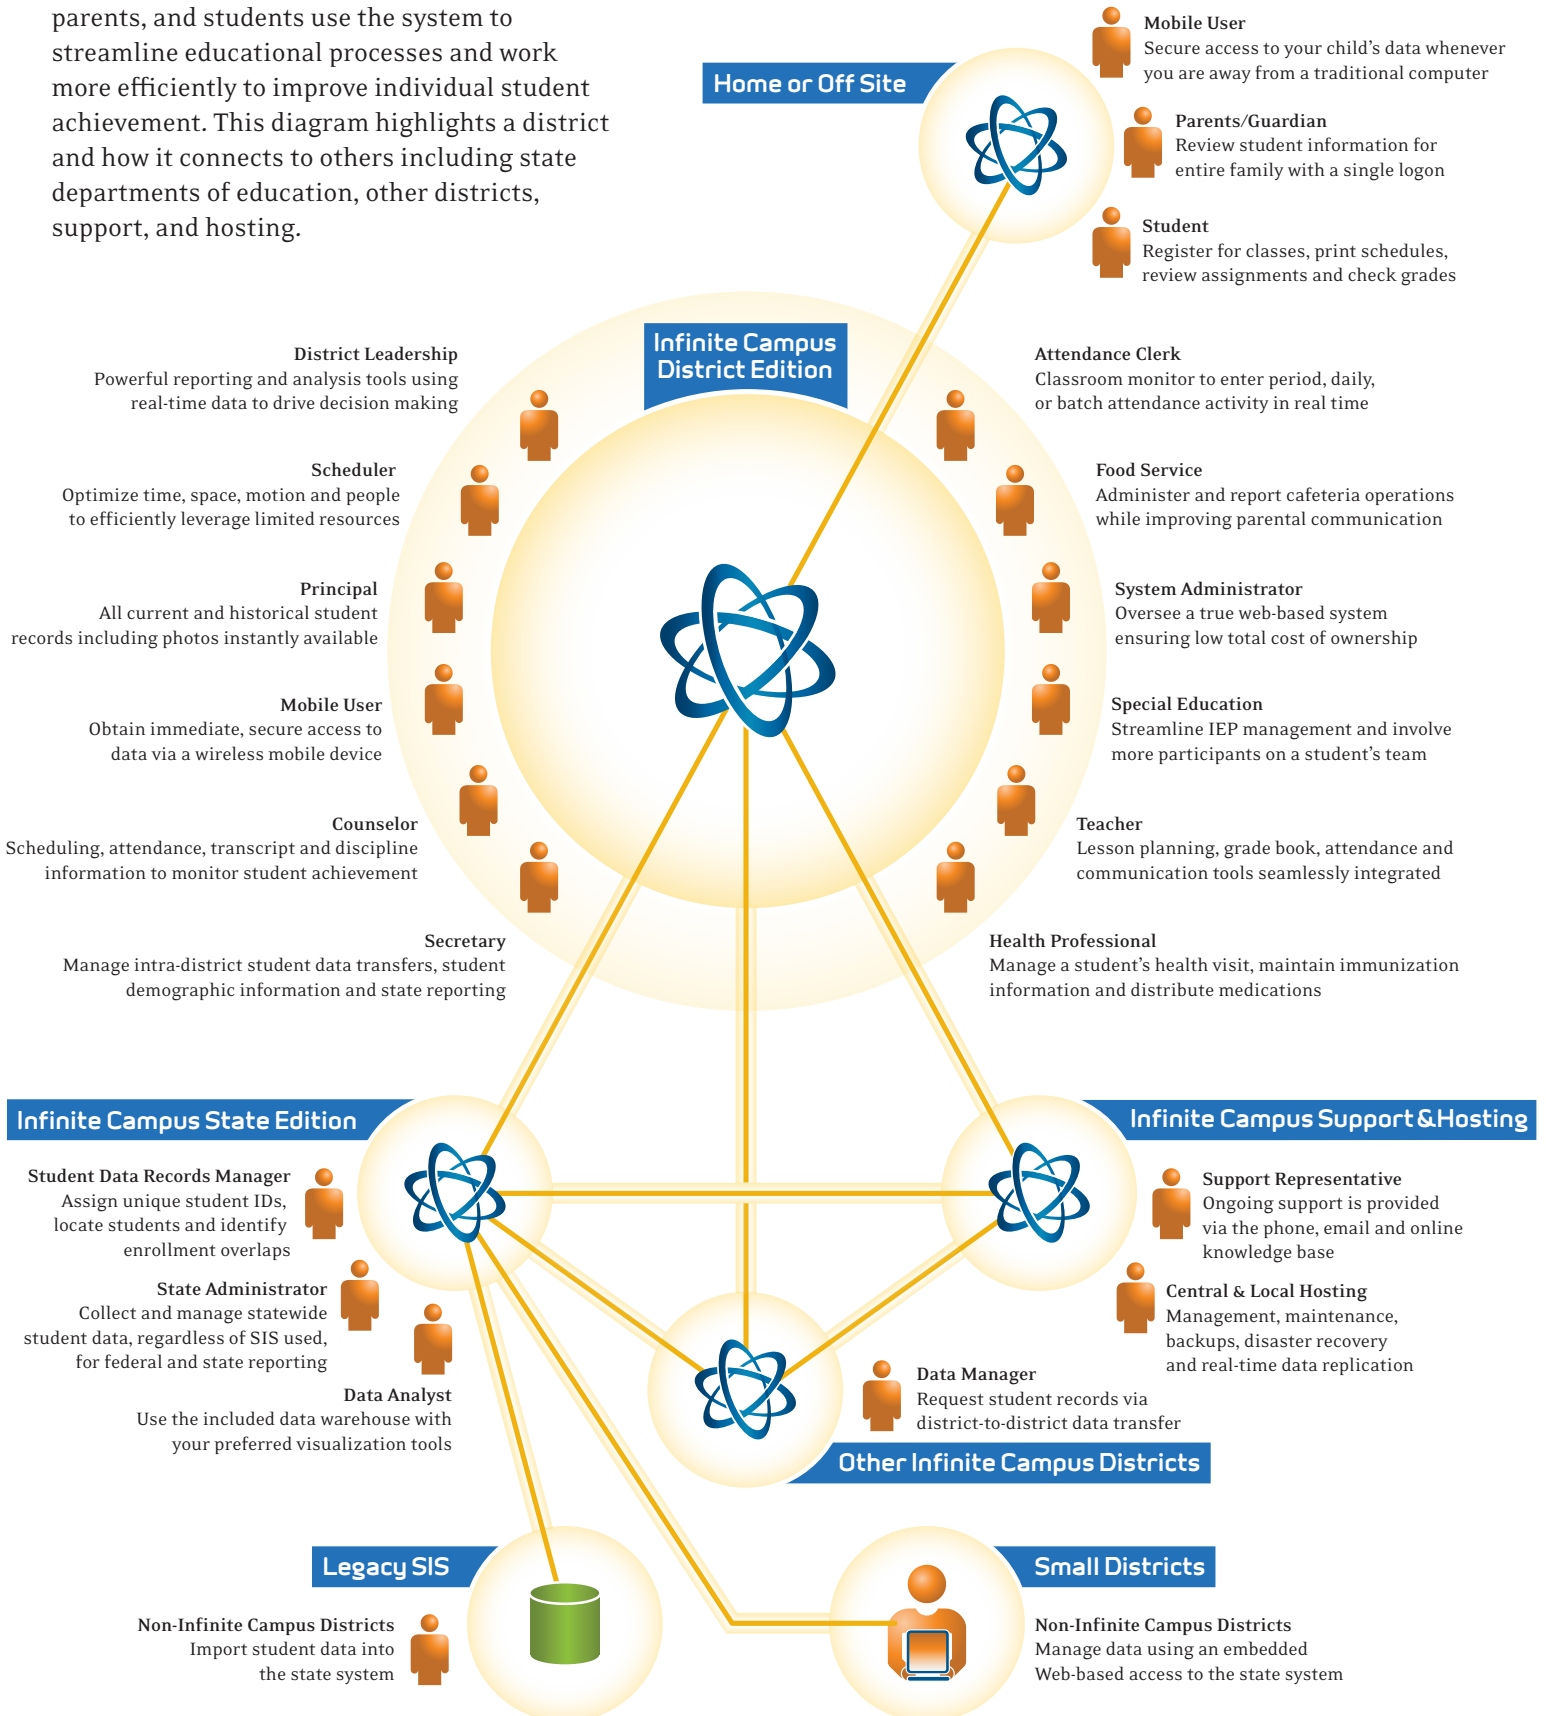 parents, and students use the system to
streamline educational processes and work
more efficiently to improve individual student
achievement. This diagram highlights a district
and how it connects to others including state
departments of education, other districts,
support, and hosting.
Home or Off Site
Mobile User
Secure access to your child's data whenever
you are away from a traditional computer
Parents/Guardian
Review student information for
entire family with a single logon
Student
Register for classes, print schedules,
review assignments and check grades
Infinite Campus
District Edition
District Leadership
Powerful reporting and analysis tools using
real-time data to drive decision making
Scheduler
Optimize time, space, motion and people
to efficiently leverage limited resources
Principal
All current and historical student
records including photos instantly available
Mobile User
Obtain immediate, secure access to
data via a wireless mobile device
Counselor
Scheduling, attendance, transcript and discipline
information to monitor student achievement
Secretary
Manage intra-district student data transfers, student
demographic information and state reporting
Attendance Clerk
Classroom monitor to enter period, daily,
or batch attendance activity in real time
Food Service
Administer and report cafeteria operations
while improving parental communication
System Administrator
Oversee a true web-based system
ensuring low total cost of ownership
Special Education
Streamline IEP management and involve
more participants on a student's team
Teacher
Lesson planning, grade book, attendance and
communication tools seamlessly integrated
Health Professional
Manage a student's health visit, maintain immunization
information and distribute medications
Infinite Campus State Edition
Student Data Records Manager
Assign unique student IDs,
locate students and identify
enrollment overlaps
State Administrator
Collect and manage statewide
student data, regardless of SIS used,
for federal and state reporting
Data Analyst
Use the included data warehouse with
your preferred visualization tools
Infinite Campus Support & Hosting
Support Representative
Ongoing support is provided
via the phone, email and online
knowledge base
Central & Local Hosting
Management, maintenance,
backups, disaster recovery
and real-time data replication
Data Manager
Request student records via
district-to-district data transfer
Other Infinite Campus Districts
Legacy SIS
Non-Infinite Campus Districts
Import student data into
the state system
Small Districts
Non-Infinite Campus Districts
Manage data using an embedded
Web-based access to the state system